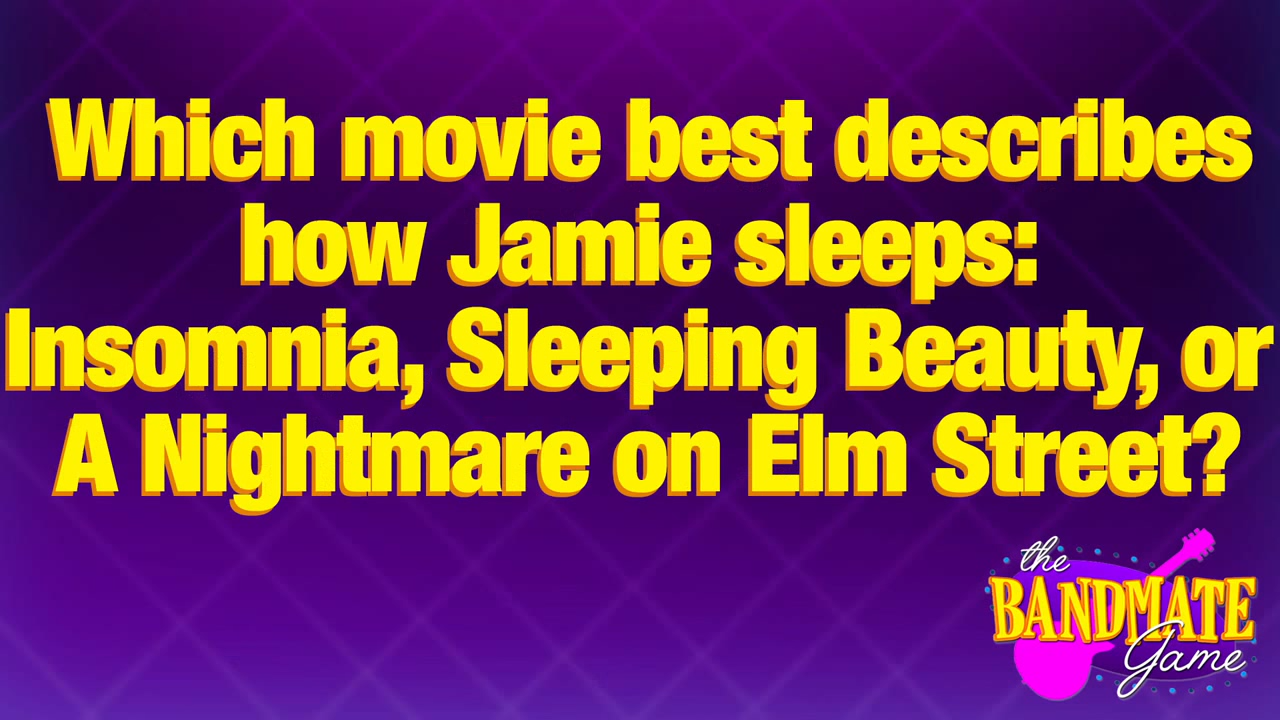 Which movie best describes
how Jamie sleeps:
Insomnia, Sleeping Beauty, or
A Nightmare on Elm Street?
the
BANDMATE
Game